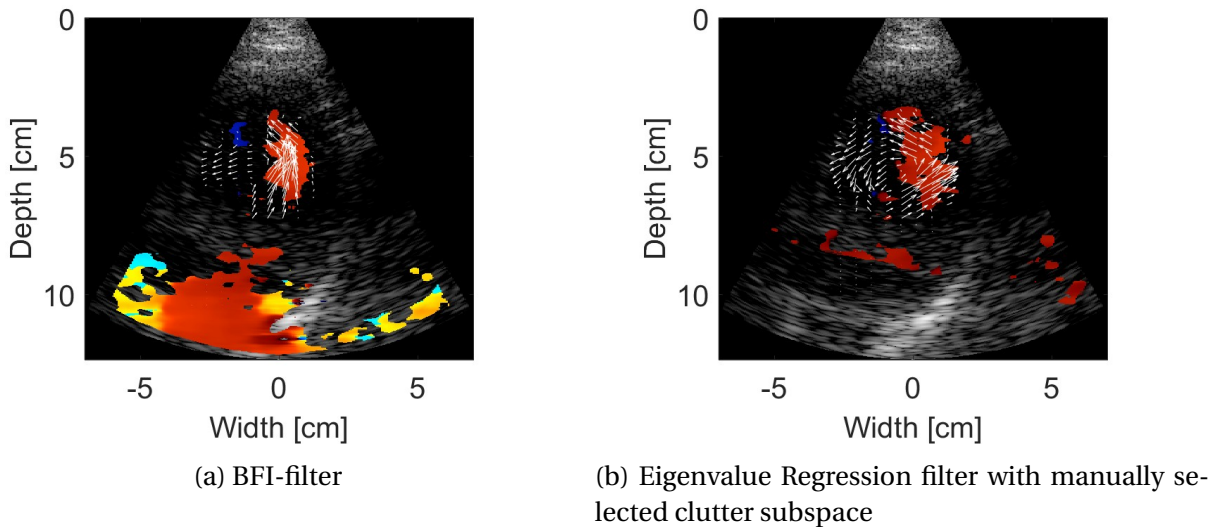 0
5
10
Depth [cm]
-5 0 5
Width [cm]
(a) BFI-filter
0
5
10
Depth [cm]
-5 0 5
Width [cm]
(b) Eigenvalue Regression filter with manually se-
lected clutter subspace